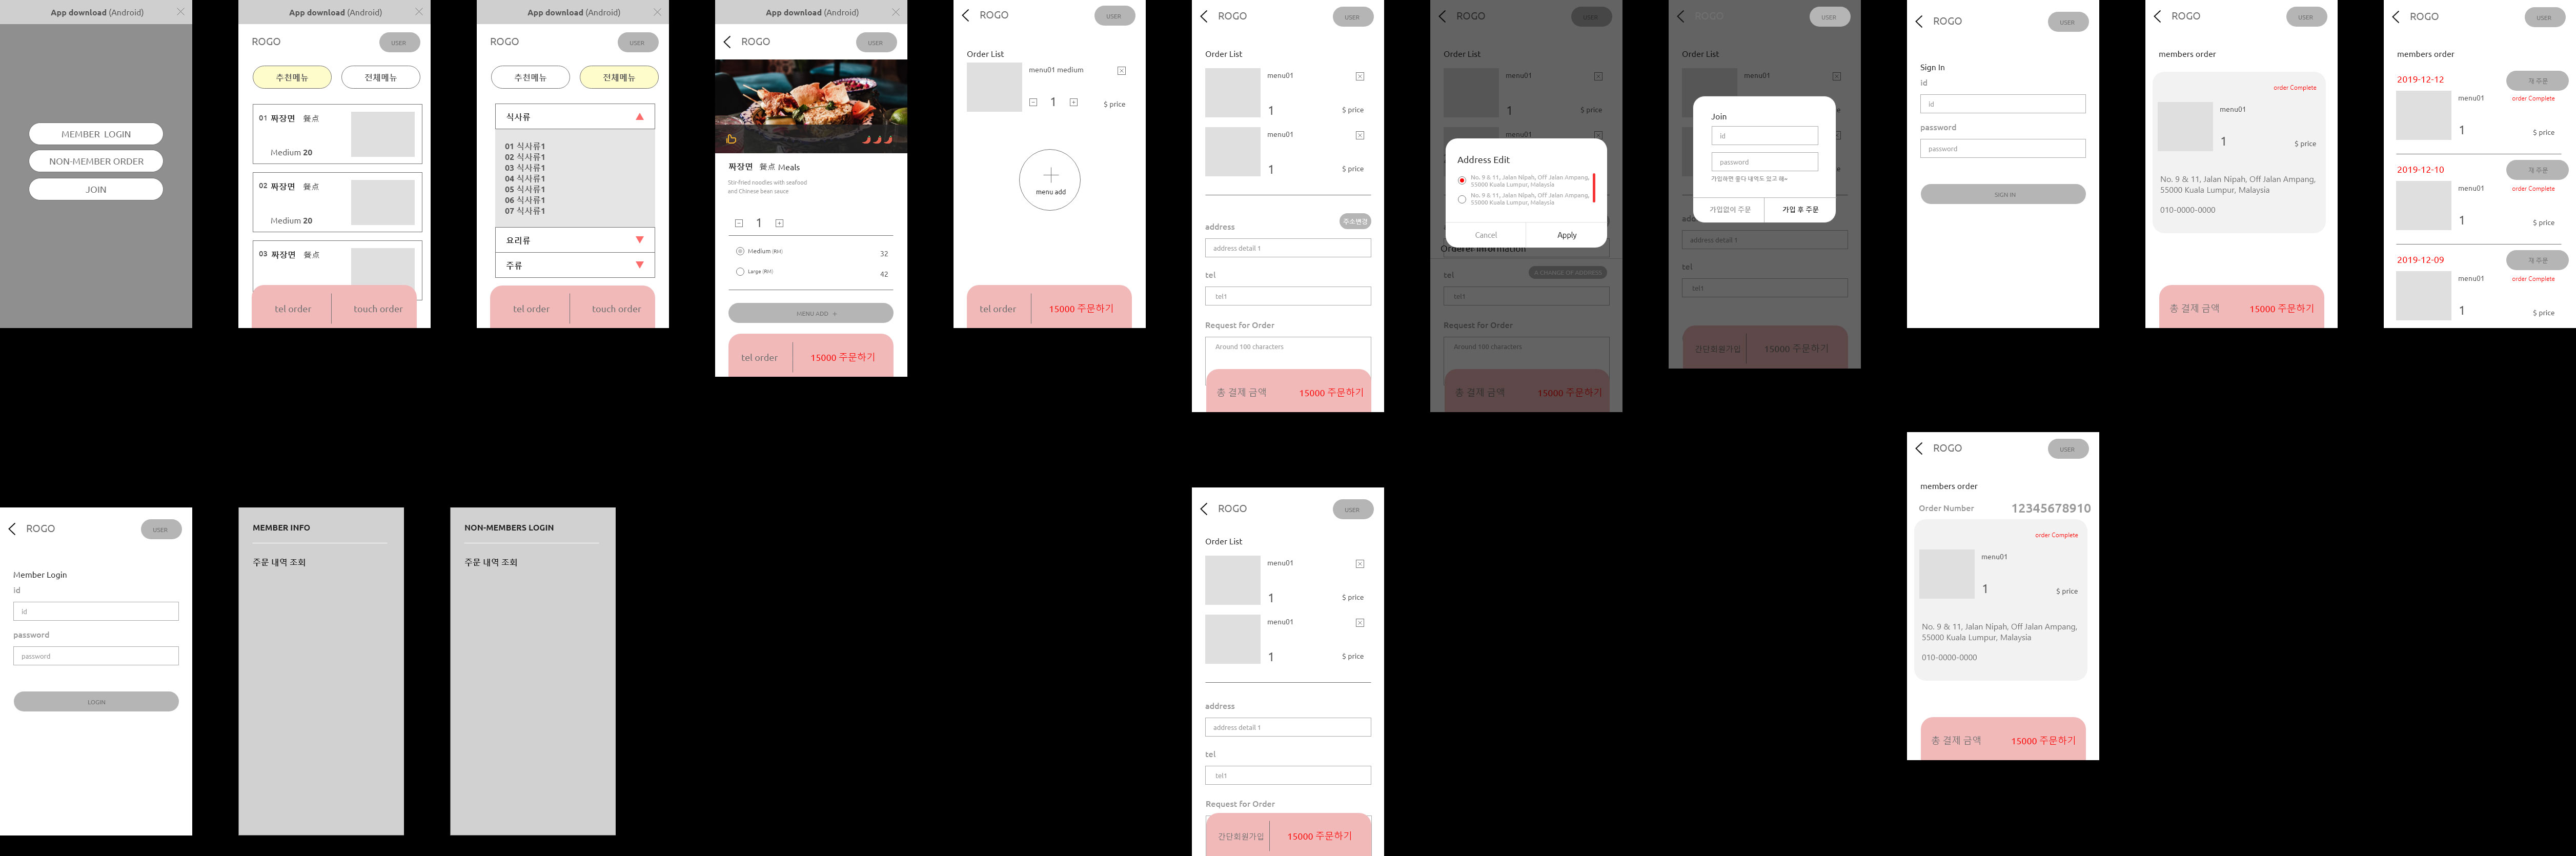 App download (Android)
MEMBER LOGIN
NON-MEMBER ORDER
JOIN
App download (Android)
ROGO
USER
추천메뉴
전체메뉴
01 짜장면 餐点
Medium 20
02 짜장면 餐点
Medium 20
03 짜장면 餐点
tel order
touch order
App download (Android)
ROGO
USER
추천메뉴
전체메뉴
식사류
01 식사류1
02 식사류1
03 식사류1
04 식사류1
05 식사류1
06 식사류1
07 식사류1
요리류
주류
tel order
touch order
App download (Android)
ROGO
USER
짜장면 餐点 Meals
Stir-fried noodles with seafood
and Chinese bean sauce
1
Medium (RM)
32
Large (RM)
42
MENU ADD +
tel order
15000 주문하기
ROGO
USER
Order List
menu01 medium
1
$ price
menu add
tel order
15000 주문하기
ROGO
USER
Order List
menu01
1
$ price
menu01
1
$ price
address
주소변경
address detail 1
tel
tel1
Request for Order
Around 100 characters
총 결제 금액
15000 주문하기
ROGO
USER
Order List
menu01
1
$ price
menu01
Address Edit
No. 9 & 11, Jalan Nipah, Off Jalan Ampang,
55000 Kuala Lumpur, Malaysia
No. 9 & 11, Jalan Nipah, Off Jalan Ampang,
55000 Kuala Lumpur, Malaysia
Cancel
Apply
Orderer Information
tel
A CHANGE OF ADDRESS
tel1
Request for Order
Around 100 characters
총 결제 금액
15000 주문하기
ROGO
USER
Order List
menu01
Join
id
password
가입없이 주문
가입 후 주문
address detail 1
tel
tel1
간단회원가입
15000 주문하기
ROGO
USER
Sign In
id
id
password
password
SIGN IN
ROGO
USER
members order
order Complete
menu01
1
$ price
No. 9 & 11, Jalan Nipah, Off Jalan Ampang,
55000 Kuala Lumpur, Malaysia
010-0000-0000
총 결제 금액
15000 주문하기
ROGO
USER
members order
2019-12-12
재 주문
menu01
order Complete
1
$ price
2019-12-10
재 주문
menu01
order Complete
1
$ price
2019-12-09
재 주문
menu01
order Complete
1
$ price
ROGO
USER
Member Login
id
id
password
password
LOGIN
MEMBER INFO
주문 내역 조회
NON-MEMBERS LOGIN
주문 내역 조회
ROGO
USER
Order List
menu01
1
$ price
menu01
1
$ price
address
address detail 1
tel
tel1
Request for Order
간단회원가입
15000 주문하기
ROGO
USER
members order
Order Number
12345678910
order Complete
menu01
1
$ price
No. 9 & 11, Jalan Nipah, Off Jalan Ampang,
55000 Kuala Lumpur, Malaysia
010-0000-0000
총 결제 금액
15000 주문하기